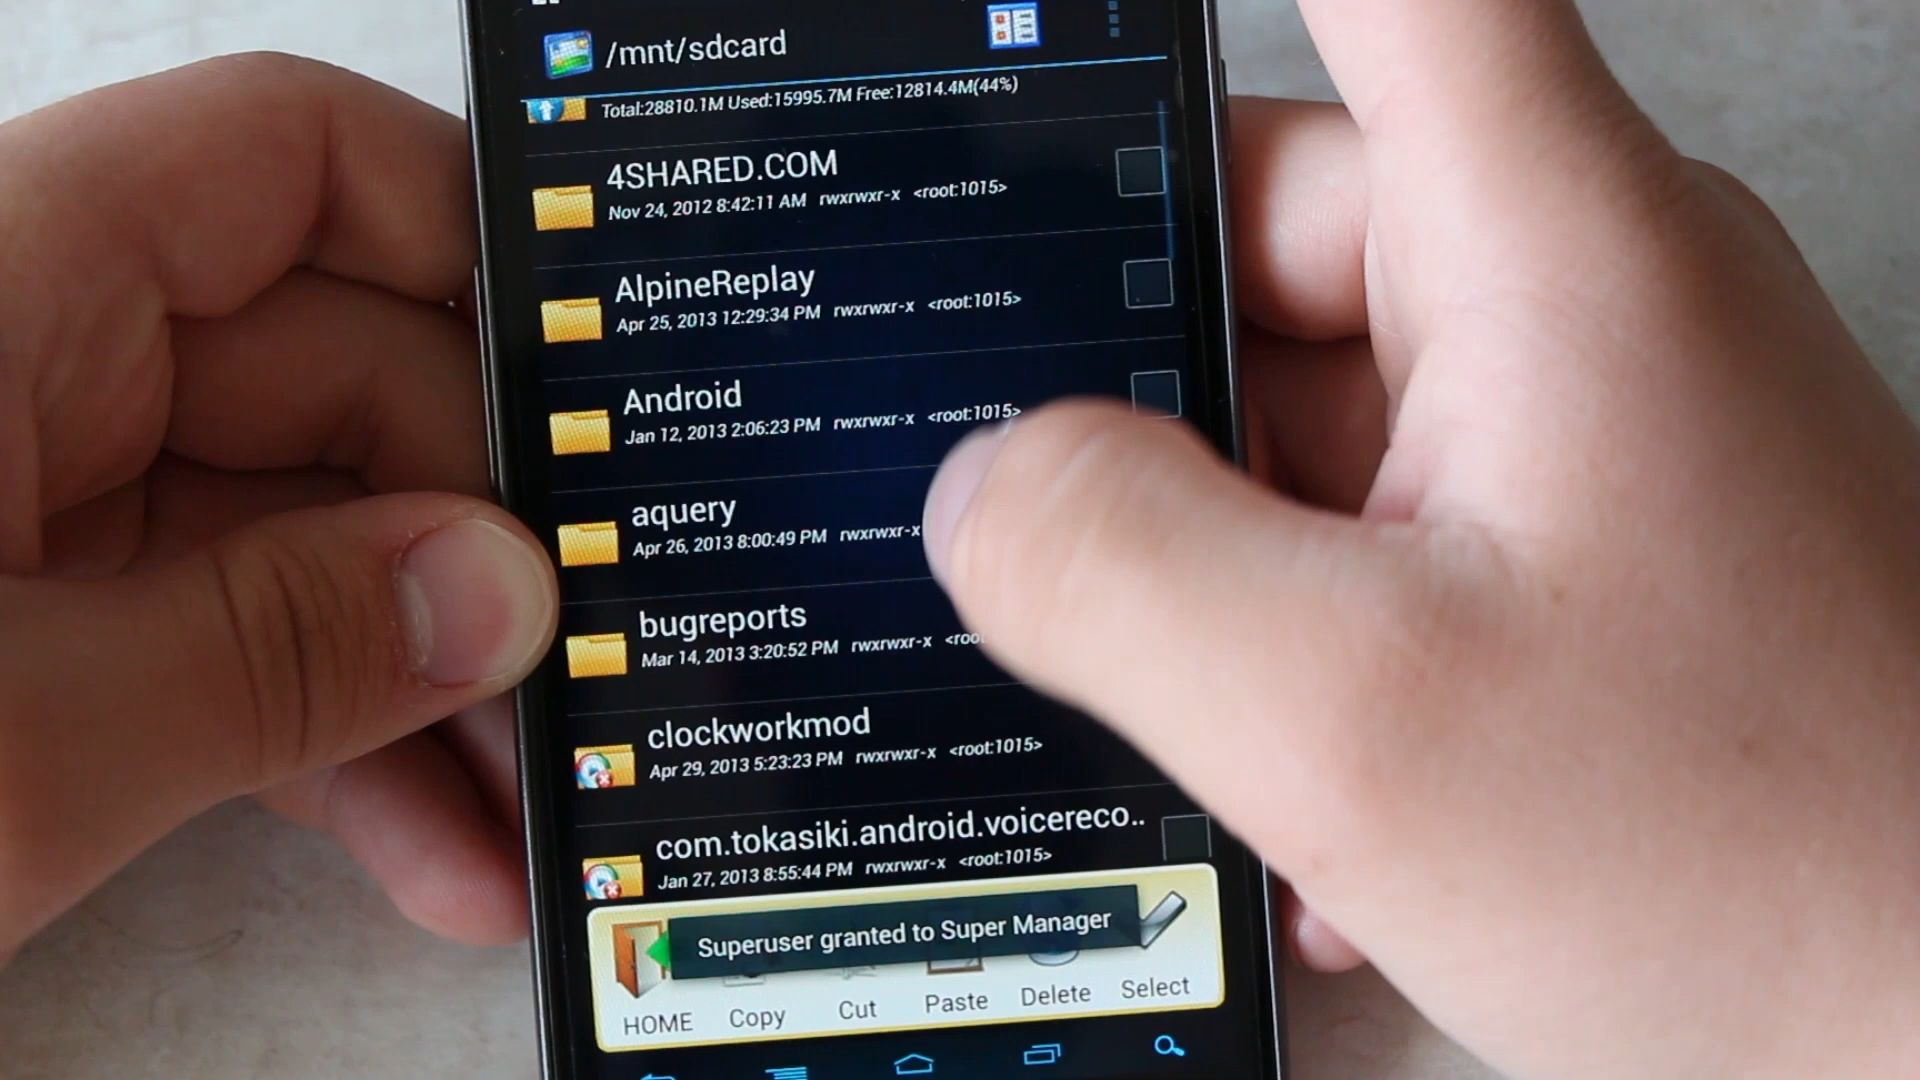 /mnt/sdcard
Total:28810.1M Used:15995.7M Free:12814.4M(44%)
4SHARED.COM
Nov 24, 2012 8:42:11 AM rwxrwxr-x <root:1015>
AlpineReplay
Apr 25, 2013 12:29:34 PM rwxrwxr-x <root:1015>
Android
Jan 12, 2013 2:06:23 PM rwxrwxr-x <root:1015>
aquery
Apr 26, 2013 8:00:49 PM rwxrwxr-x
bugreports
Mar 14, 2013 3:20:52 PM rwxrwxr-x <roo
clockworkmod
Apr 29, 2013 5:23:23 PM rwxrwxr-x <root:1015>
com.tokasiki.android.voicereco..
Jan 27, 2013 8:55:44 PM rwxrwxr-x <root:1015>
Superuser granted to Super Manager
HOME Copy Cut Paste Delete Select